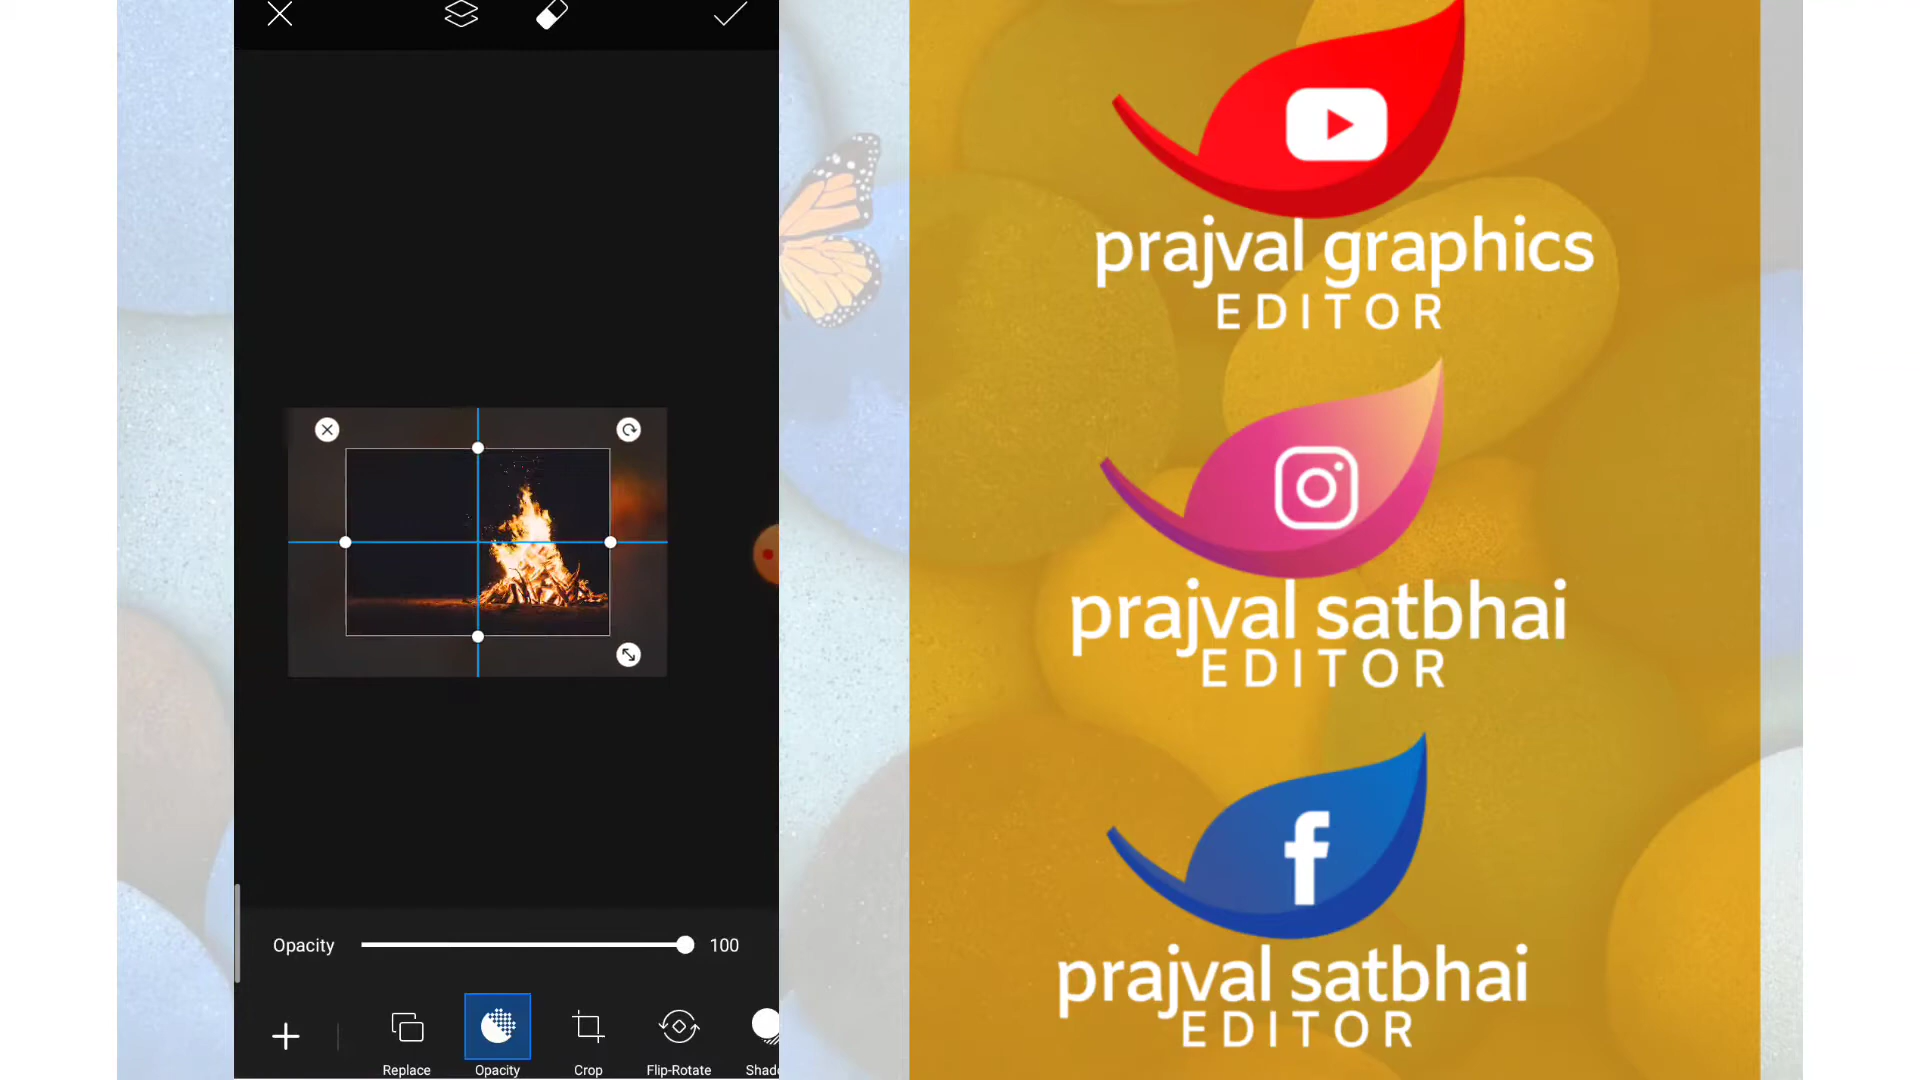 Opacity 100
Replace
Opacity
Crop
Flip-Rotate
Shad
prajval graphics
EDITOR
prajval satbhai
EDITOR
f
prajval satbhai
EDITOR